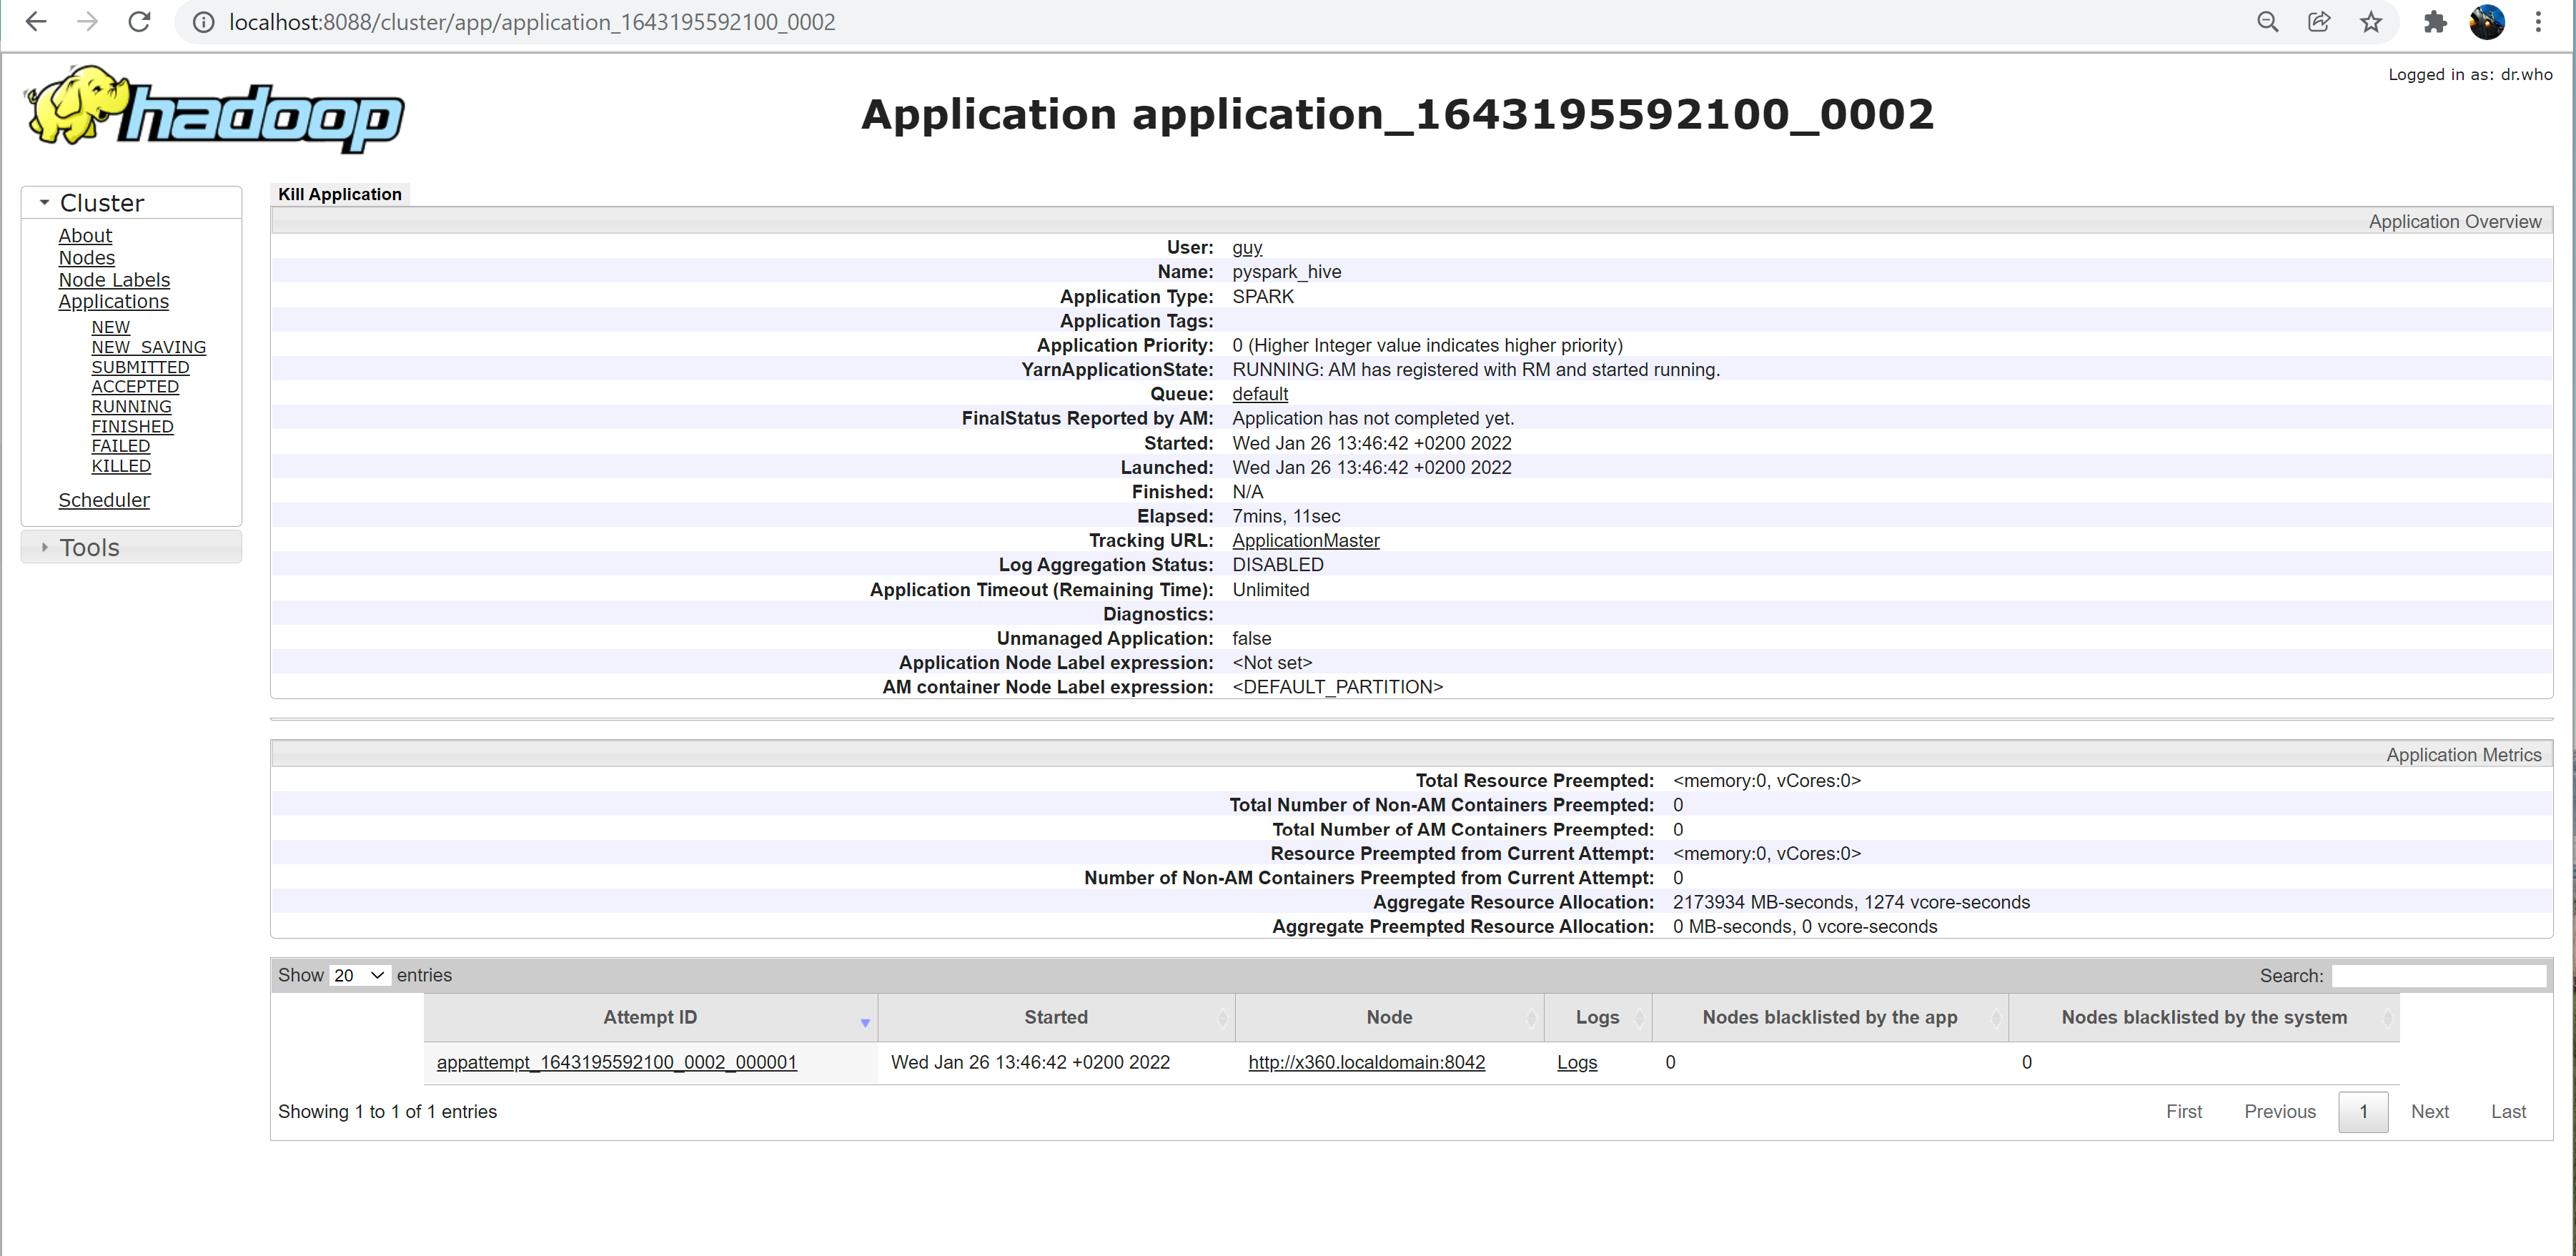 localhost:8088/cluster/app/application_1643195592100_0002
Logged in as: dr.who
hadoop
Application application_1643195592100_0002
Cluster
About
Nodes
Node Labels
Applications
NEW
NEW_SAVING
SUBMITTED
ACCEPTED
RUNNING
FINISHED
FAILED
KILLED
Scheduler
Tools
Kill Application
Application Overview
User: guy
Name: pyspark_hive
Application Type: SPARK
Application Tags:
Application Priority: 0 (Higher Integer value indicates higher priority)
YarnApplicationState: RUNNING: AM has registered with RM and started running.
Queue: default
FinalStatus Reported by AM: Application has not completed yet.
Started: Wed Jan 26 13:46:42 +0200 2022
Launched: Wed Jan 26 13:46:42 +0200 2022
Finished: N/A
Elapsed: 7mins, 11sec
Tracking URL: ApplicationMaster
Log Aggregation Status: DISABLED
Application Timeout (Remaining Time): Unlimited
Diagnostics:
Unmanaged Application: false
Application Node Label expression: <Not set>
AM container Node Label expression: <DEFAULT_PARTITION>
Application Metrics
Total Resource Preempted: <memory:0, vCores:0>
Total Number of Non-AM Containers Preempted: 0
Total Number of AM Containers Preempted: 0
Resource Preempted from Current Attempt: <memory:0, vCores:0>
Number of Non-AM Containers Preempted from Current Attempt: 0
Aggregate Resource Allocation: 2173934 MB-seconds, 1274 vcore-seconds
Aggregate Preempted Resource Allocation: 0 MB-seconds, 0 vcore-seconds
Show 20 entries Search:
Attempt ID Started Node Logs Nodes blacklisted by the app Nodes blacklisted by the system
appattempt_1643195592100_0002_000001 Wed Jan 26 13:46:42 +0200 2022 http://x360.localdomain:8042 Logs 0 0
Showing 1 to 1 of 1 entries First Previous 1 Next Last